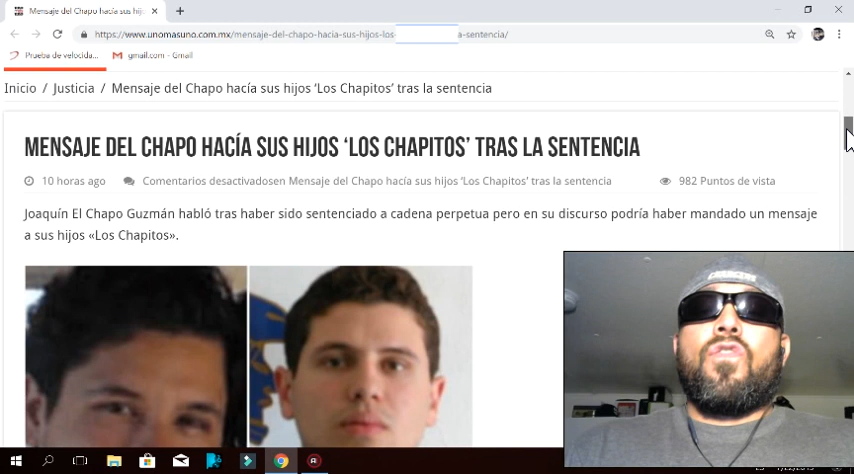 Mensaje del Chapo hacía sus hi
https://www.unomasuno.com.mx/mensaje-del-chapo-hacia-sus-hijos-los-
a-sentencia/
Prueba de velocida...
gmail.com - Gmail
Inicio / Justicia / Mensaje del Chapo hacía sus hijos ‘Los Chapitos’ tras la sentencia
MENSAJE DEL CHAPO HACÍA SUS HIJOS ‘LOS CHAPITOS’ TRAS LA SENTENCIA
10 horas ago
Comentarios desactivadosen Mensaje del Chapo hacía sus hijos ‘Los Chapitos’ tras la sentencia
982 Puntos de vista
Joaquín El Chapo Guzmán habló tras haber sido sentenciado a cadena perpetua pero en su discurso podría haber mandado un mensaje
a sus hijos «Los Chapitos».